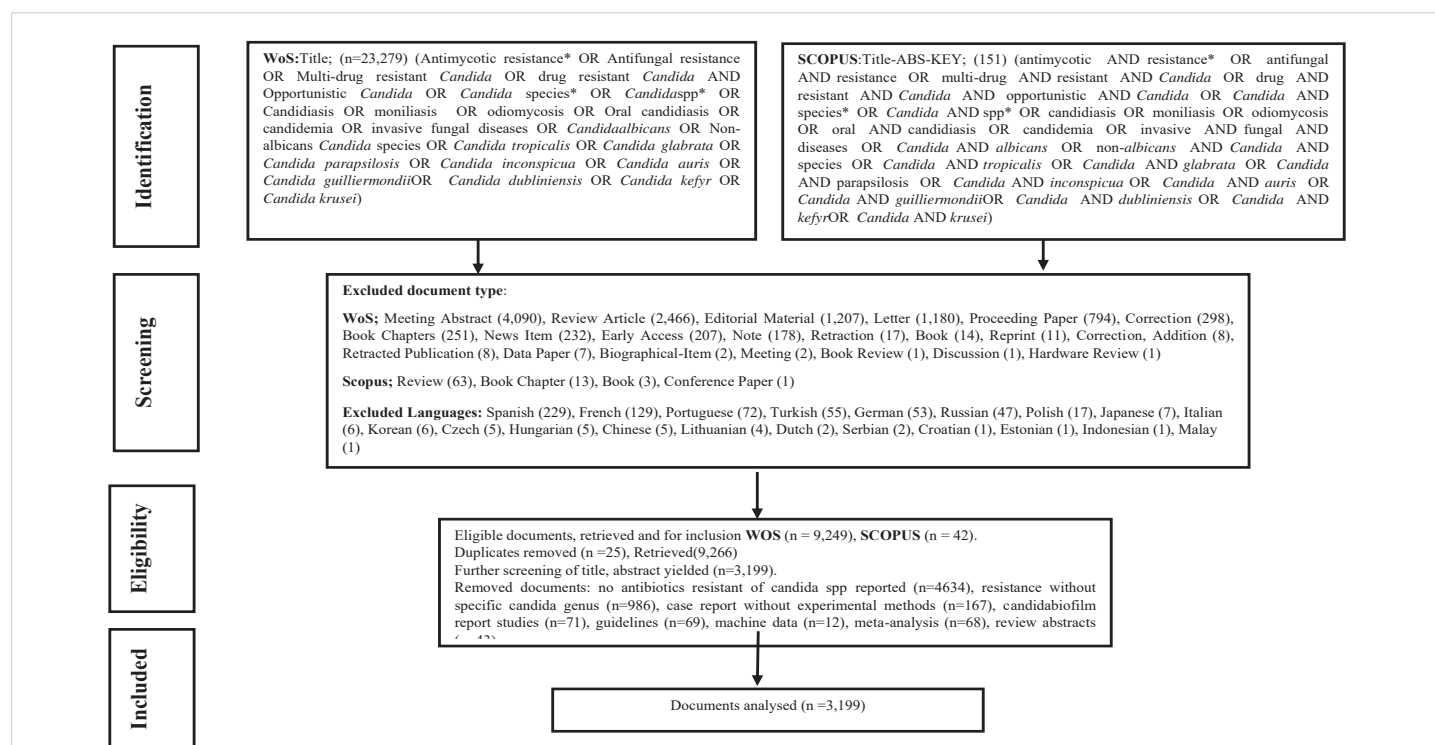 Identification
WoS:Title; (n=23,279) (Antimycotic resistance* OR Antifungal resistance
OR Multi-drug resistant Candida OR drug resistant Candida AND
Opportunistic Candida OR Candida species* OR Candidaspp* OR
Candidiasis OR moniliasis OR odiomycosis OR Oral candidiasis OR
candidemia OR invasive fungal diseases OR Candidaalbicans OR Non-
albicans Candida species OR Candida tropicalis OR Candida glabrata OR
Candida parapsilosis OR Candida inconspicua OR Candida auris OR
Candida guilliermondiiOR Candida dubliniensis OR Candida kefyr OR
Candida krusei)
SCOPUS:Title-ABS-KEY; (151) (antimycotic AND resistance* OR antifungal
AND resistance OR multi-drug AND resistant AND Candida OR drug AND
resistant AND Candida AND opportunistic AND Candida OR Candida AND
species* OR Candida AND spp* OR candidiasis OR moniliasis OR odiomycosis
OR oral AND candidiasis OR candidemia OR invasive AND fungal AND
diseases OR Candida AND albicans OR non-albicans AND Candida AND
species OR Candida AND tropicalis OR Candida AND glabrata OR Candida
AND parapsilosis OR Candida AND inconspicua OR Candida AND auris OR
Candida AND guilliermondiiOR Candida AND dubliniensis OR Candida AND
kefyrOR Candida AND krusei)
Screening
Excluded document type:
WoS; Meeting Abstract (4,090), Review Article (2,466), Editorial Material (1,207), Letter (1,180), Proceeding Paper (794), Correction (298),
Book Chapters (251), News Item (232), Early Access (207), Note (178), Retraction (17), Book (14), Reprint (11), Correction, Addition (8),
Retracted Publication (8), Data Paper (7), Biographical-Item (2), Meeting (2), Book Review (1), Discussion (1), Hardware Review (1)
Scopus; Review (63), Book Chapter (13), Book (3), Conference Paper (1)
Excluded Languages: Spanish (229), French (129), Portuguese (72), Turkish (55), German (53), Russian (47), Polish (17), Japanese (7), Italian
(6), Korean (6), Czech (5), Hungarian (5), Chinese (5), Lithuanian (4), Dutch (2), Serbian (2), Croatian (1), Estonian (1), Indonesian (1), Malay
(1)
Eligibility
Eligible documents, retrieved and for inclusion WOS (n = 9,249), SCOPUS (n = 42).
Duplicates removed (n =25), Retrieved(9,266)
Further screening of title, abstract yielded (n=3,199).
Removed documents: no antibiotics resistant of candida spp reported (n=4634), resistance without
specific candida genus (n=986), case report without experimental methods (n=167), candidabiofilm
report studies (n=71), guidelines (n=69), machine data (n=12), meta-analysis (n=68), review abstracts
Included
Documents analysed (n =3,199)